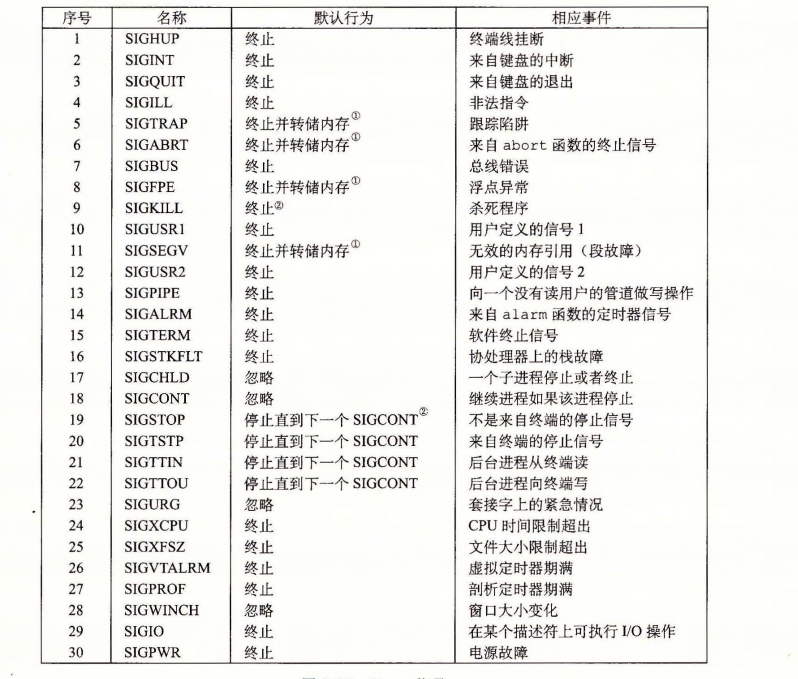 序号 名称 默认行为 相应事件
1 SIGHUP 终止 终端线挂断
2 SIGINT 终止 来自键盘的中断
3 SIGQUIT 终止 来自键盘的退出
4 SIGILL 终止 非法指令
5 SIGTRAP 终止并转储内存① 跟踪陷阱
6 SIGABRT 终止并转储内存① 来自 abort 函数的终止信号
7 SIGBUS 终止 总线错误
8 SIGFPE 终止并转储内存① 浮点异常
9 SIGKILL 终止② 杀死程序
10 SIGUSR1 终止 用户定义的信号 1
11 SIGSEGV 终止并转储内存① 无效的内存引用（段故障）
12 SIGUSR2 终止 用户定义的信号 2
13 SIGPIPE 终止 向一个没有读用户的管道做写操作
14 SIGALRM 终止 来自 alarm 函数的定时器信号
15 SIGTERM 终止 软件终止信号
16 SIGSTKFLT 终止 协处理器上的栈故障
17 SIGCHLD 忽略 一个子进程停止或者终止
18 SIGCONT 忽略 继续进程如果该进程停止
19 SIGSTOP 停止直到下一个 SIGCONT② 不是来自终端的停止信号
20 SIGTSTP 停止直到下一个 SIGCONT 来自终端的停止信号
21 SIGTTIN 停止直到下一个 SIGCONT 后台进程从终端读
22 SIGTTOU 停止直到下一个 SIGCONT 后台进程向终端写
23 SIGURG 忽略 套接字上的紧急情况
24 SIGXCPU 终止 CPU 时间限制超出
25 SIGXFSZ 终止 文件大小限制超出
26 SIGVTALRM 终止 虚拟定时器期满
27 SIGPROF 终止 剖析定时器期满
28 SIGWINCH 忽略 窗口大小变化
29 SIGIO 终止 在某个描述符上可执行 I/O 操作
30 SIGPWR 终止 电源故障